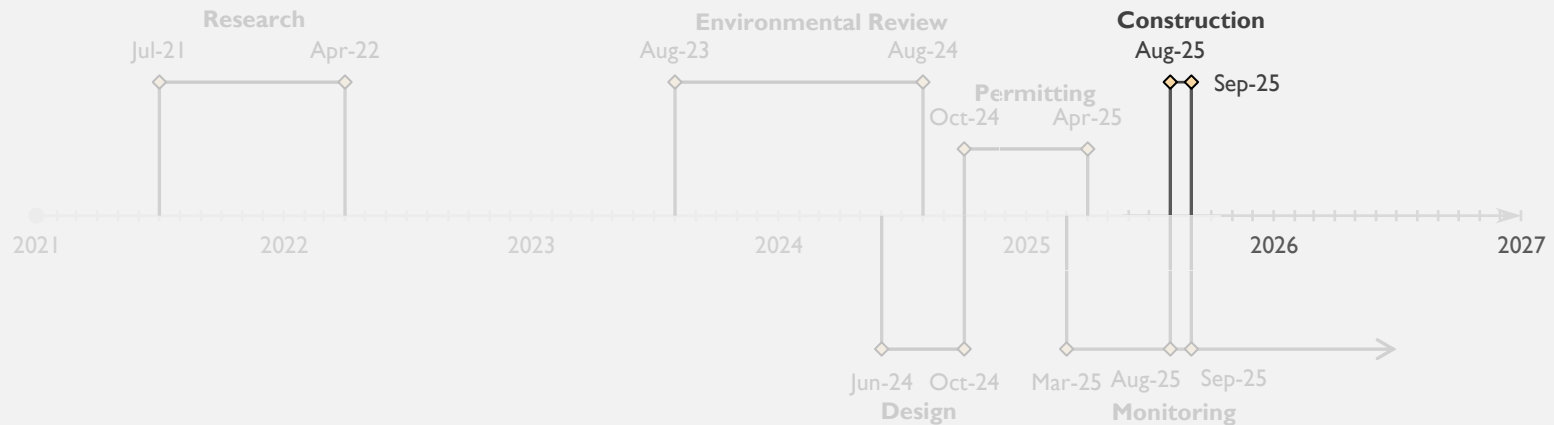 Research
Jul-21 Apr-22
Environmental Review
Aug-23 Aug-24
Permitting
Oct-24 Apr-25
Construction
Aug-25
Sep-25
2021 2022 2023 2024 2025 2026 2027
Jun-24 Oct-24
Design
Mar-25 Aug-25 Sep-25
Monitoring